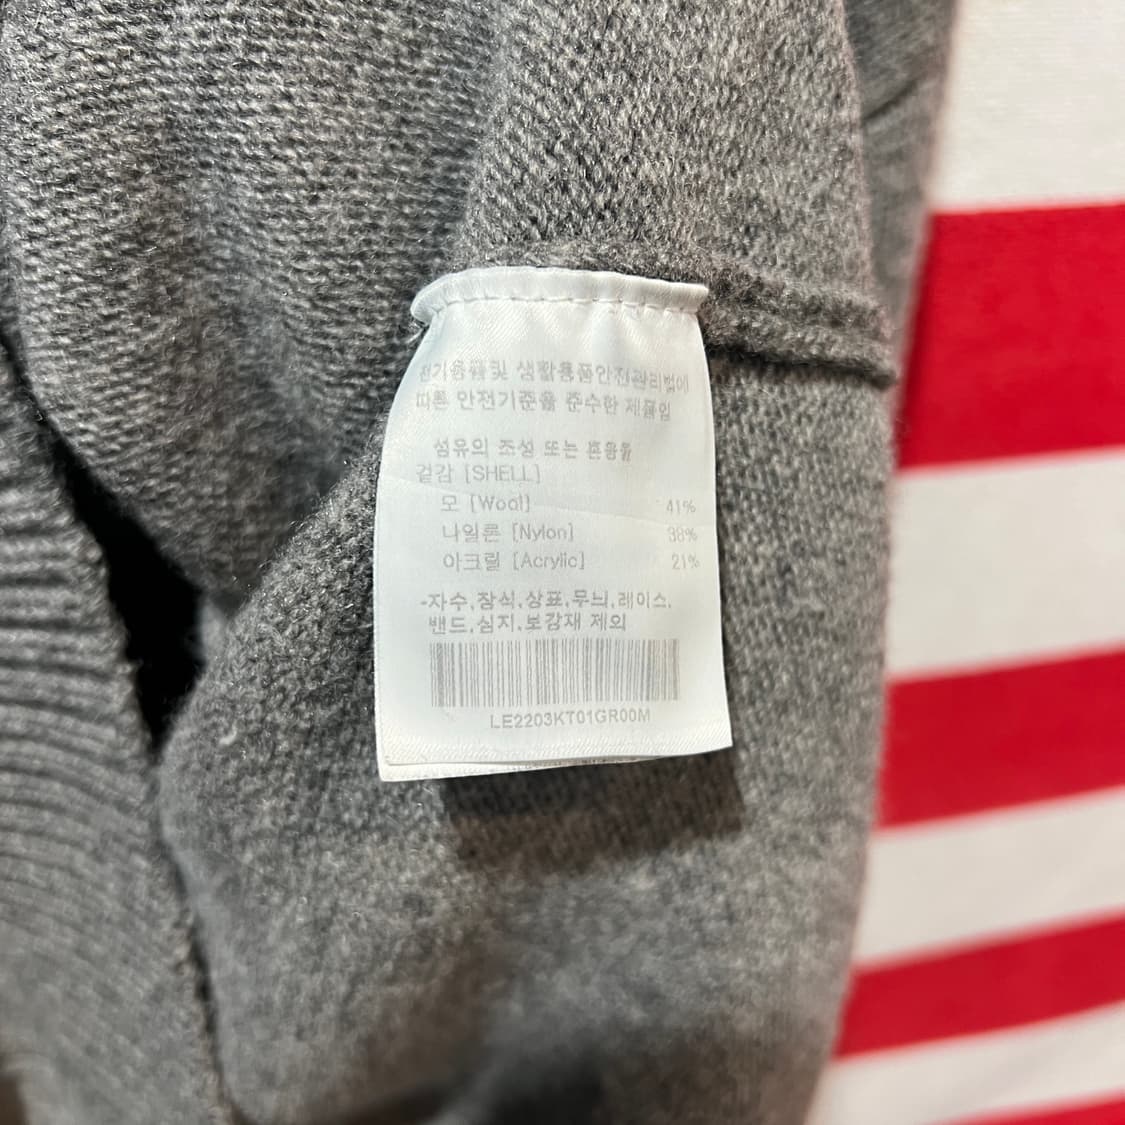 전기용품및 생활용품안전관리법에
따른 안전기준을 준수한 제품임
섬유의 조성 또는 혼용율
겉감 [SHELL]
모 [Wool] 41%
나일론 [Nylon] 38%
아크릴 [Acrylic] 21%
-자수,장식,상표,무늬,레이스,
밴드,심지,보강재 제외
LE2203KT01GR00M